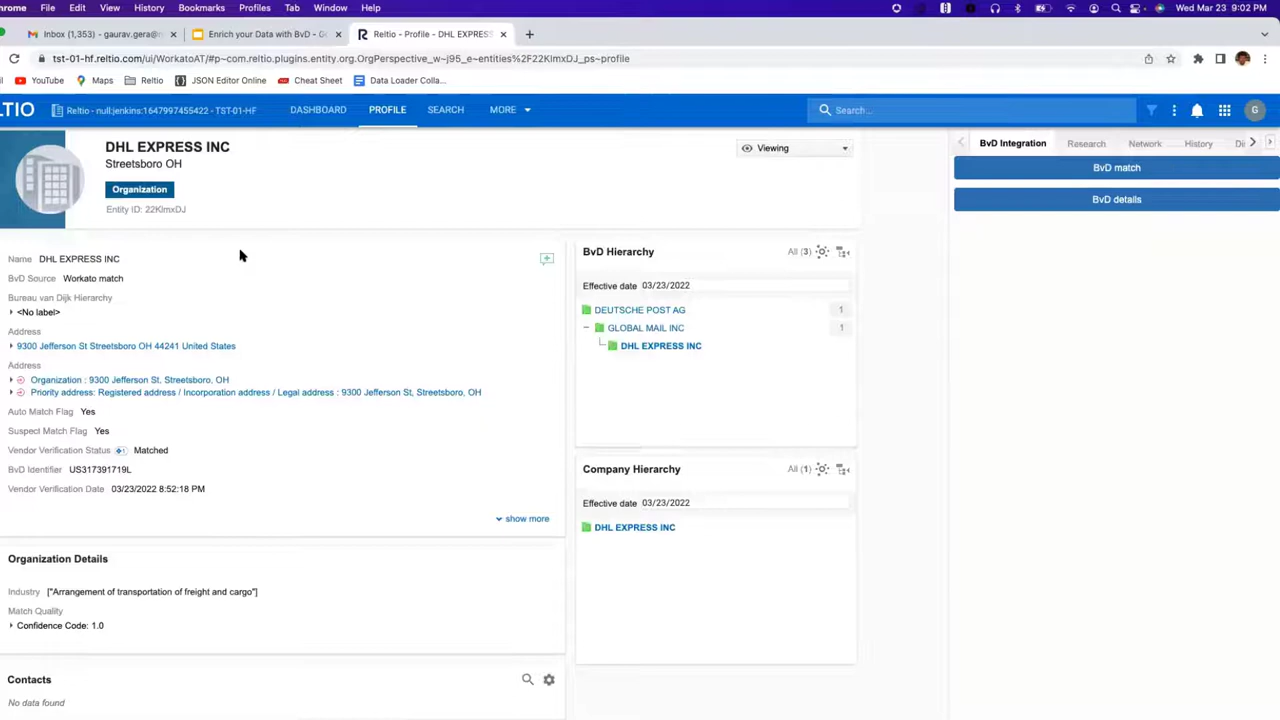 hrome File Edit View History Bookmarks Profiles Tab Window Help Wed Mar 23 9:02 PM
Inbox (1,353) - gaurav.gera@ Enrich your Data with BvD - G Reltio - Profile - DHL EXPRESS
tst-01-hf.reltio.com/ui/WorkatoAT/#p~com.reltio.plugins.entity.org.OrgPerspective_w~j95_e~entities%2F22KlmxDJ_ps~profile
YouTube Maps Reltio JSON Editor Online Cheat Sheet Data Loader Colla...
LTIO Reltio - null:jenkins:1647997455422 - TST-01-HF DASHBOARD PROFILE SEARCH MORE Search... G
DHL EXPRESS INC
Streetsboro OH
Organization
Entity ID: 22KlmxDJ
Viewing
BvD Integration Research Network History Di
BvD match
BvD details
Name DHL EXPRESS INC
BvD Source Workato match
Bureau van Dijk Hierarchy
<No label>
Address
9300 Jefferson St Streetsboro OH 44241 United States
Address
Organization : 9300 Jefferson St, Streetsboro, OH
Priority address: Registered address / Incorporation address / Legal address : 9300 Jefferson St, Streetsboro, OH
Auto Match Flag Yes
Suspect Match Flag Yes
Vendor Verification Status 1 Matched
BvD Identifier US317391719L
Vendor Verification Date 03/23/2022 8:52:18 PM
show more
BvD Hierarchy All (3)
Effective date 03/23/2022
DEUTSCHE POST AG 1
GLOBAL MAIL INC 1
DHL EXPRESS INC
Company Hierarchy All (1)
Effective date 03/23/2022
DHL EXPRESS INC
Organization Details
Industry ["Arrangement of transportation of freight and cargo"]
Match Quality
Confidence Code: 1.0
Contacts
No data found